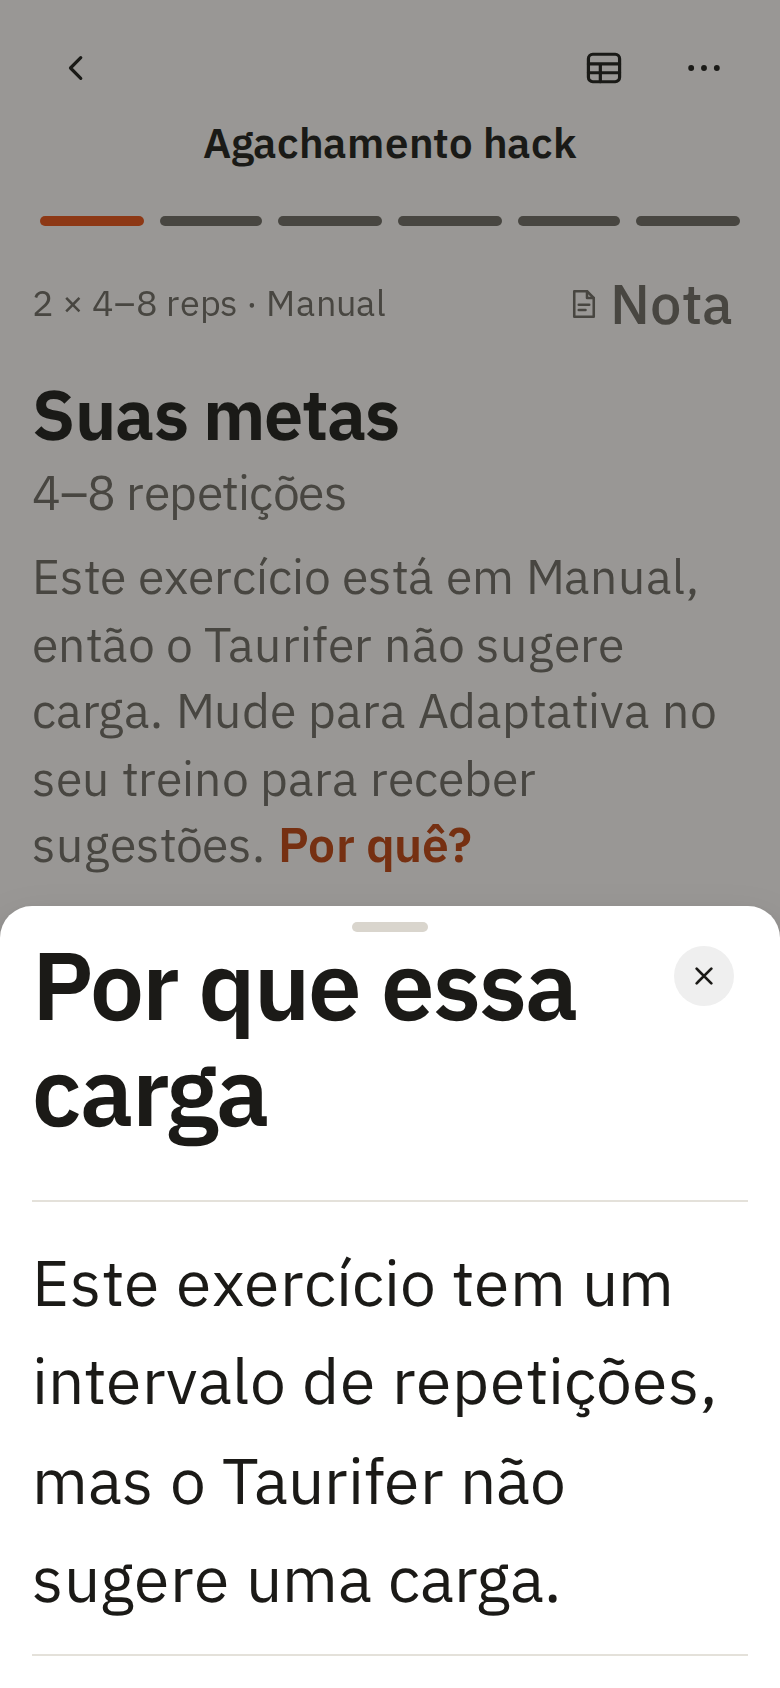 Agachamento hack
2 × 4–8 reps · Manual
Nota
Suas metas
4–8 repetições
Este exercício está em Manual,
então o Taurifer não sugere
carga. Mude para Adaptativa no
seu treino para receber
sugestões. Por quê?
Por que essa
carga
Este exercício tem um
intervalo de repetições,
mas o Taurifer não
sugere uma carga.